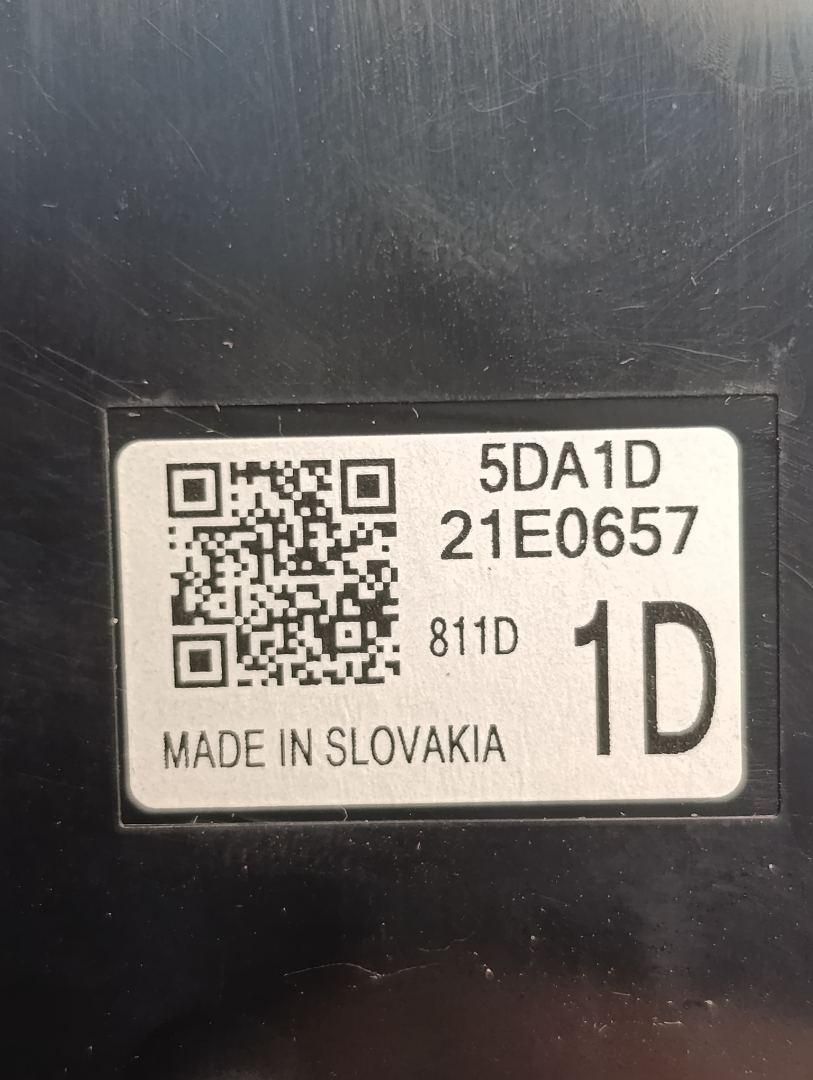 5DA1D
21E0657
811D
1D
MADE IN SLOVAKIA